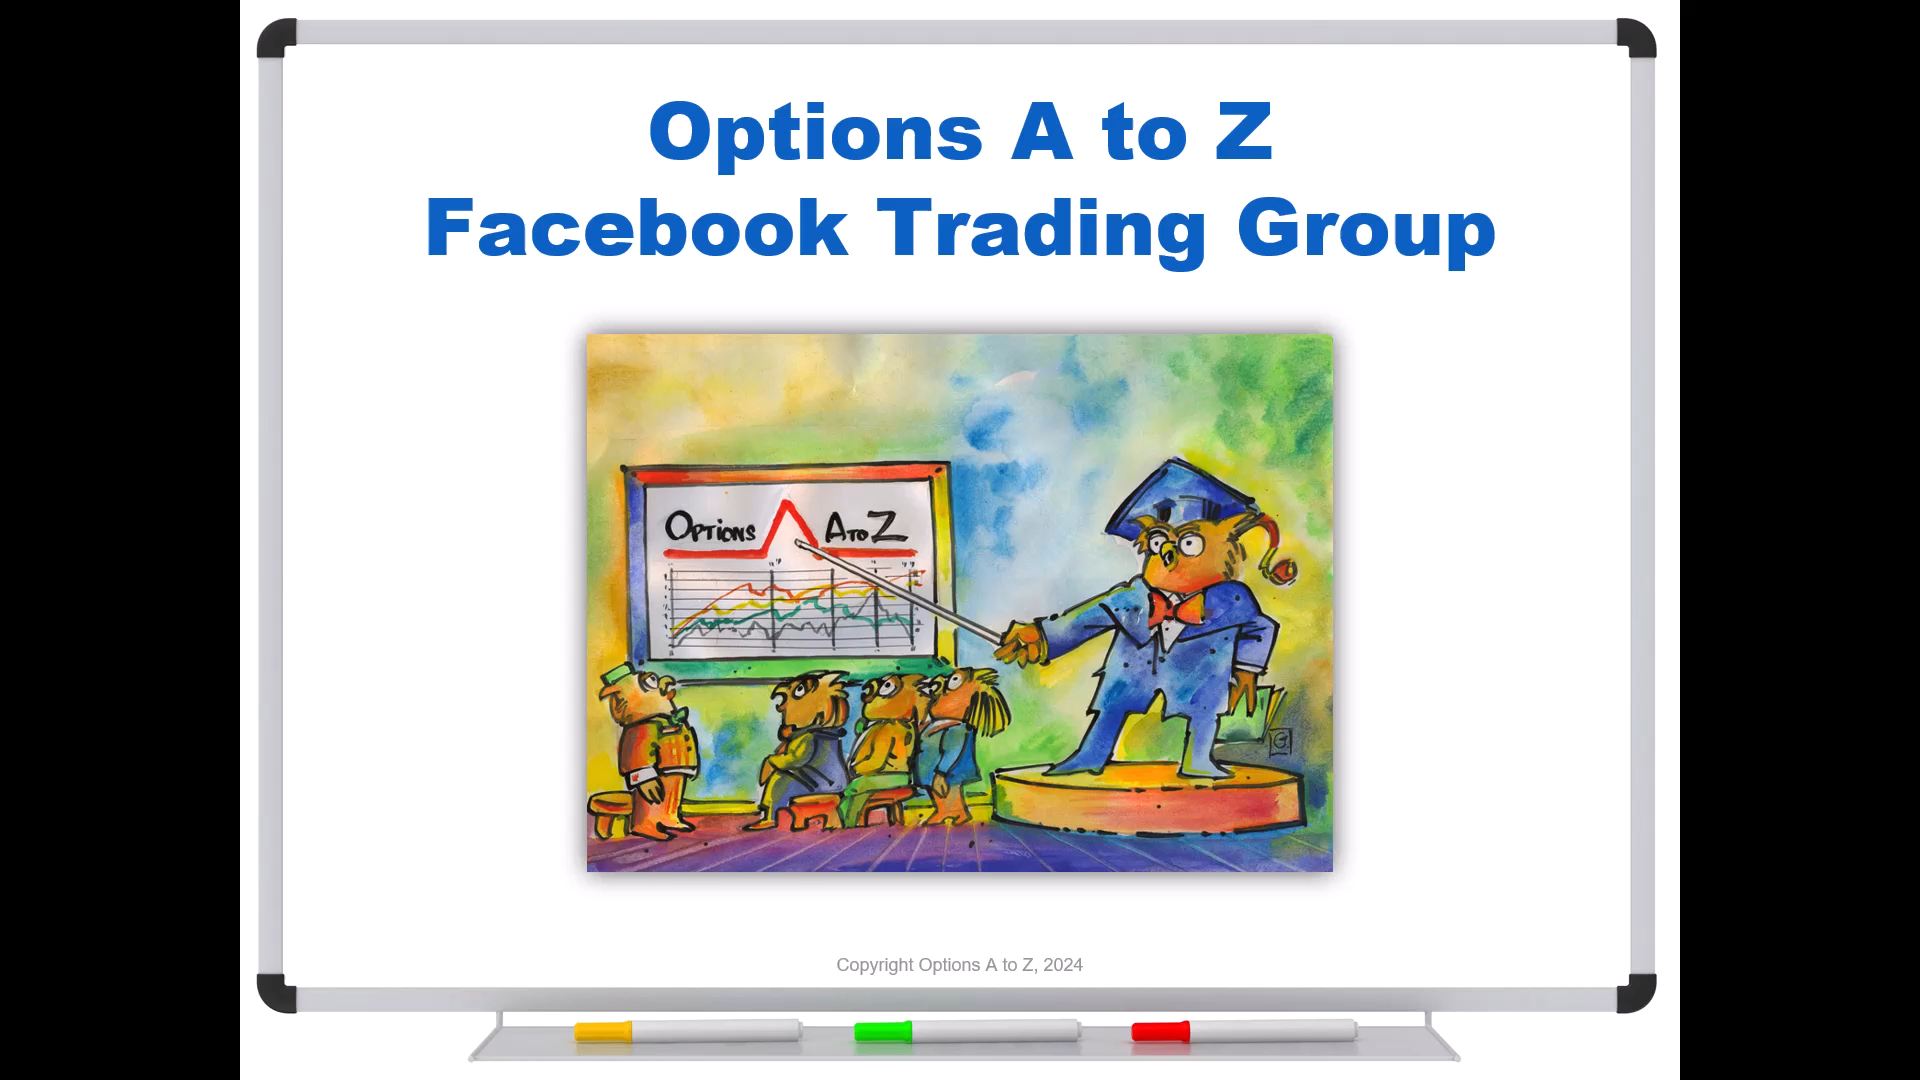 Options A to Z
Facebook Trading Group
OPTIONS A TO Z
G
Copyright Options A to Z, 2024